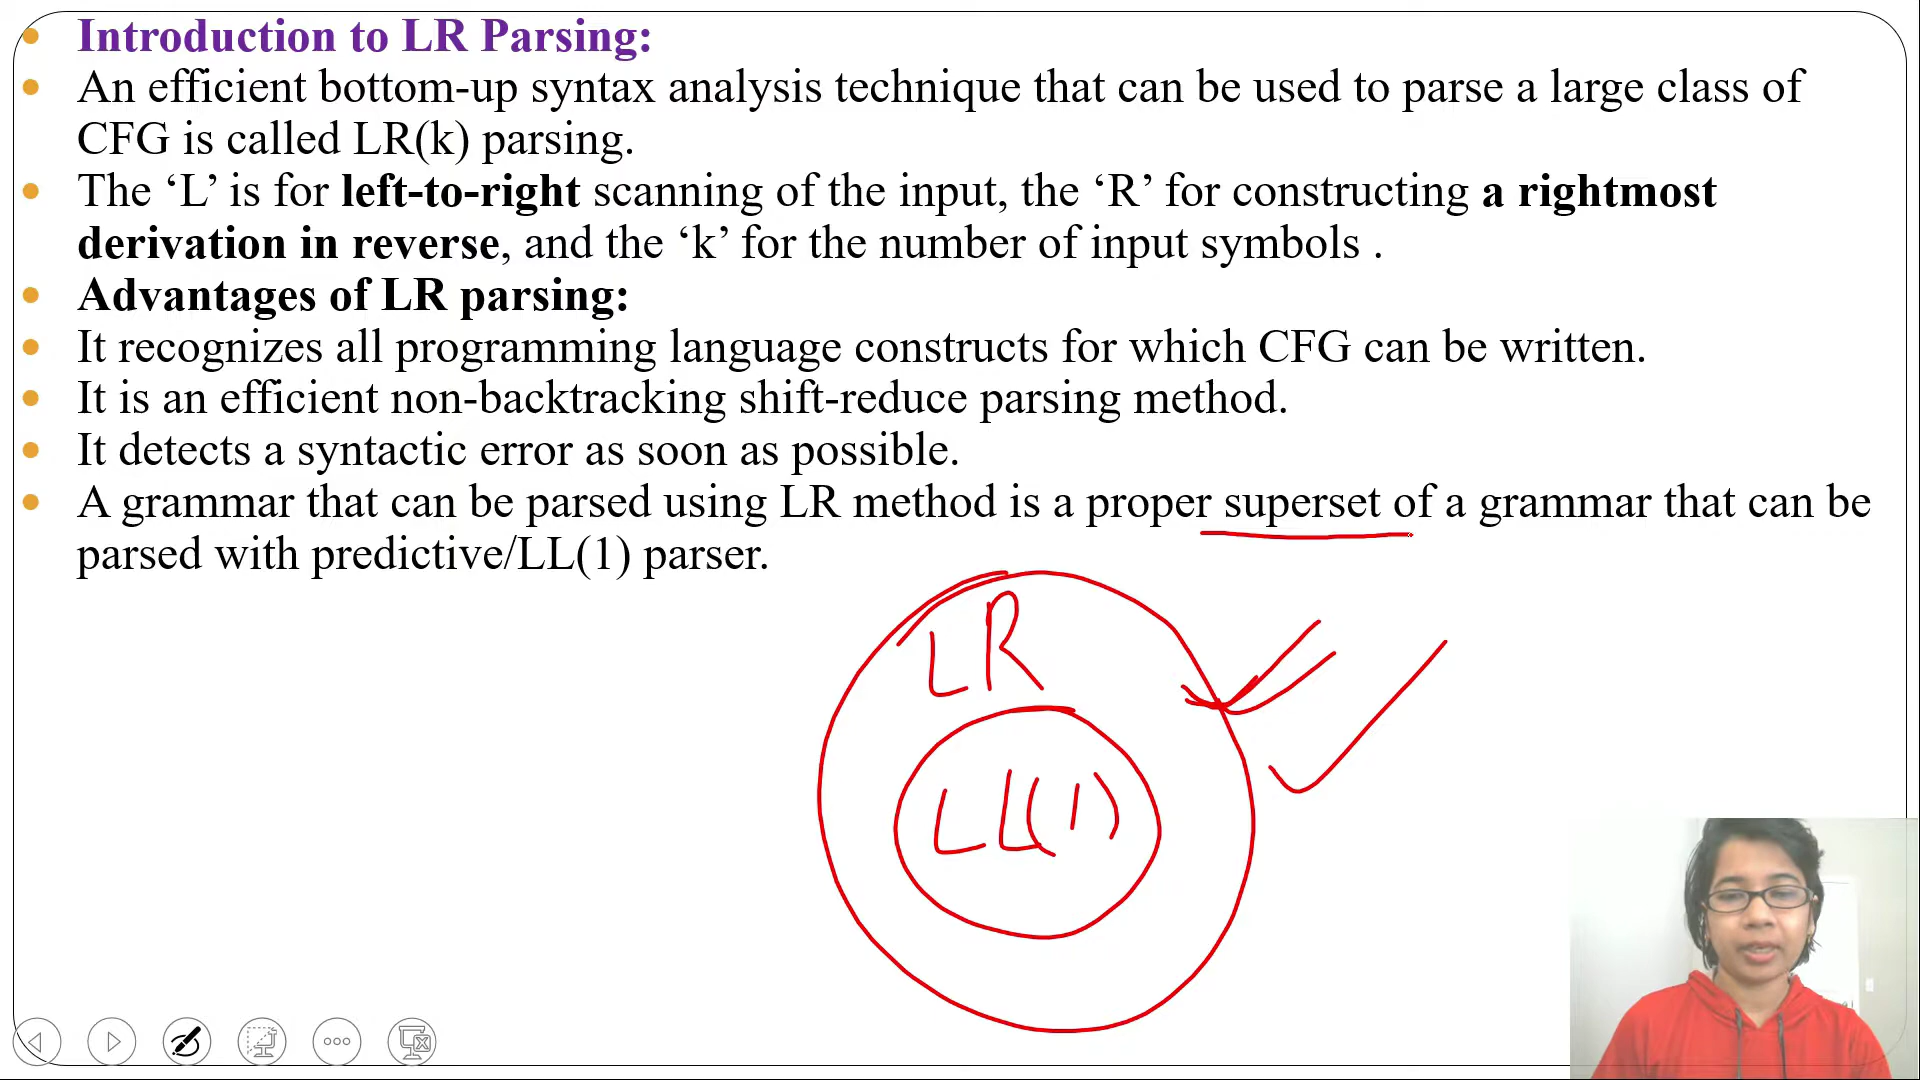 Introduction to LR Parsing:
An efficient bottom-up syntax analysis technique that can be used to parse a large class of
CFG is called LR(k) parsing.
The ‘L’ is for left-to-right scanning of the input, the ‘R’ for constructing a rightmost
derivation in reverse, and the ‘k’ for the number of input symbols .
Advantages of LR parsing:
It recognizes all programming language constructs for which CFG can be written.
It is an efficient non-backtracking shift-reduce parsing method.
It detects a syntactic error as soon as possible.
A grammar that can be parsed using LR method is a proper superset of a grammar that can be
parsed with predictive/LL(1) parser.
LR
LL(1)